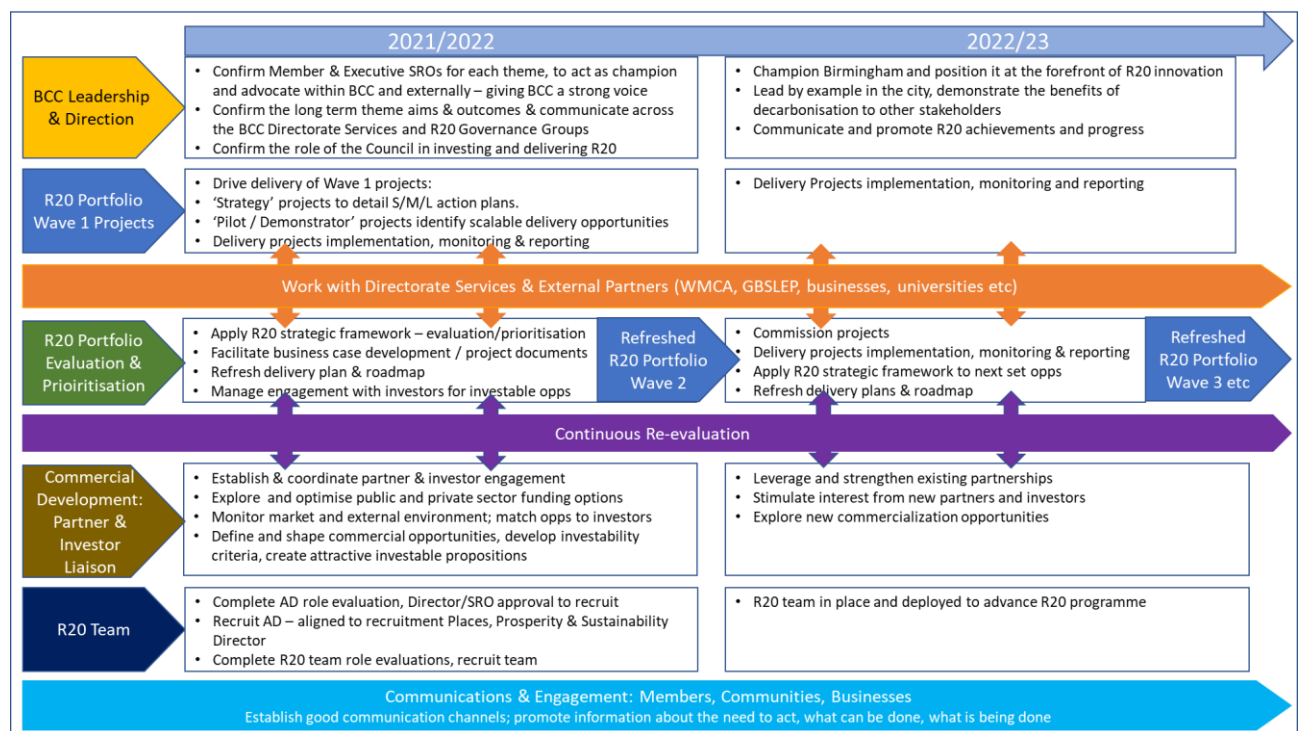 2021/2022
2022/23
BCC Leadership
& Direction
• Confirm Member & Executive SROs for each theme, to act as champion
and advocate within BCC and externally – giving BCC a strong voice
• Confirm the long term theme aims & outcomes & communicate across
the BCC Directorate Services and R20 Governance Groups
• Confirm the role of the Council in investing and delivering R20
• Champion Birmingham and position it at the forefront of R20 innovation
• Lead by example in the city, demonstrate the benefits of
decarbonisation to other stakeholders
• Communicate and promote R20 achievements and progress
R20 Portfolio
Wave 1 Projects
• Drive delivery of Wave 1 projects:
• ‘Strategy’ projects to detail S/M/L action plans.
• ‘Pilot / Demonstrator’ projects identify scalable delivery opportunities
• Delivery projects implementation, monitoring & reporting
• Delivery Projects implementation, monitoring and reporting
Work with Directorate Services & External Partners (WMCA, GBSLEP, businesses, universities etc)
R20 Portfolio
Evaluation &
Prioiritisation
• Apply R20 strategic framework – evaluation/prioritisation
• Facilitate business case development / project documents
• Refresh delivery plan & roadmap
• Manage engagement with investors for investable opps
Refreshed
R20 Portfolio
Wave 2
• Commission projects
• Delivery projects implementation, monitoring & reporting
• Apply R20 strategic framework to next set opps
• Refresh delivery plans & roadmap
Refreshed
R20 Portfolio
Wave 3 etc
Continuous Re-evaluation
Commercial
Development:
Partner &
Investor
Liaison
• Establish & coordinate partner & investor engagement
• Explore and optimise public and private sector funding options
• Monitor market and external environment; match opps to investors
• Define and shape commercial opportunities, develop investability
criteria, create attractive investable propositions
• Leverage and strengthen existing partnerships
• Stimulate interest from new partners and investors
• Explore new commercialization opportunities
R20 Team
• Complete AD role evaluation, Director/SRO approval to recruit
• Recruit AD – aligned to recruitment Places, Prosperity & Sustainability
Director
• Complete R20 team role evaluations, recruit team
• R20 team in place and deployed to advance R20 programme
Communications & Engagement: Members, Communities, Businesses
Establish good communication channels; promote information about the need to act, what can be done, what is being done